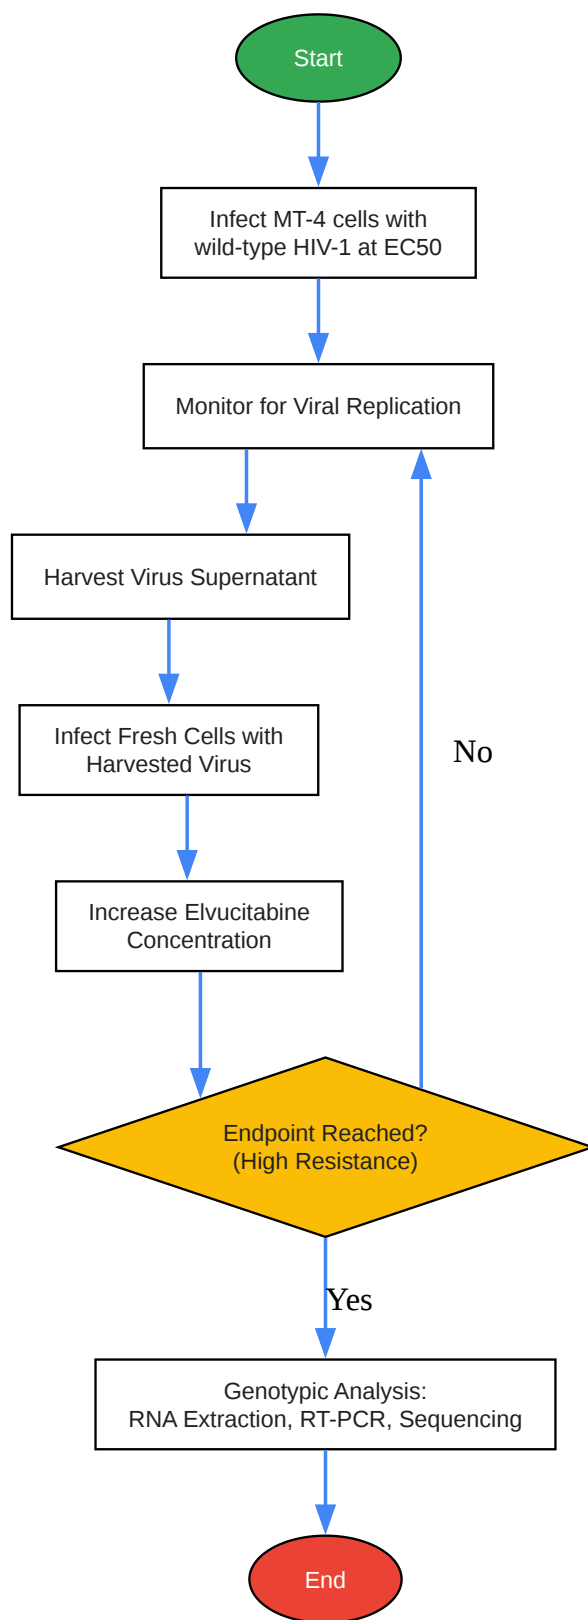 Start
Infect MT-4 cells with
wild-type HIV-1 at EC50
Monitor for Viral Replication
Harvest Virus Supernatant
Infect Fresh Cells with
Harvested Virus
No
Increase Elvucitabine
Concentration
Endpoint Reached?
(High Resistance)
Yes
Genotypic Analysis:
RNA Extraction, RT-PCR, Sequencing
End